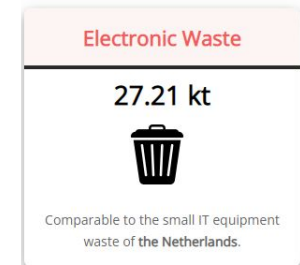 Electronic Waste
27.21 kt
Comparable to the small IT equipment
waste of the Netherlands.